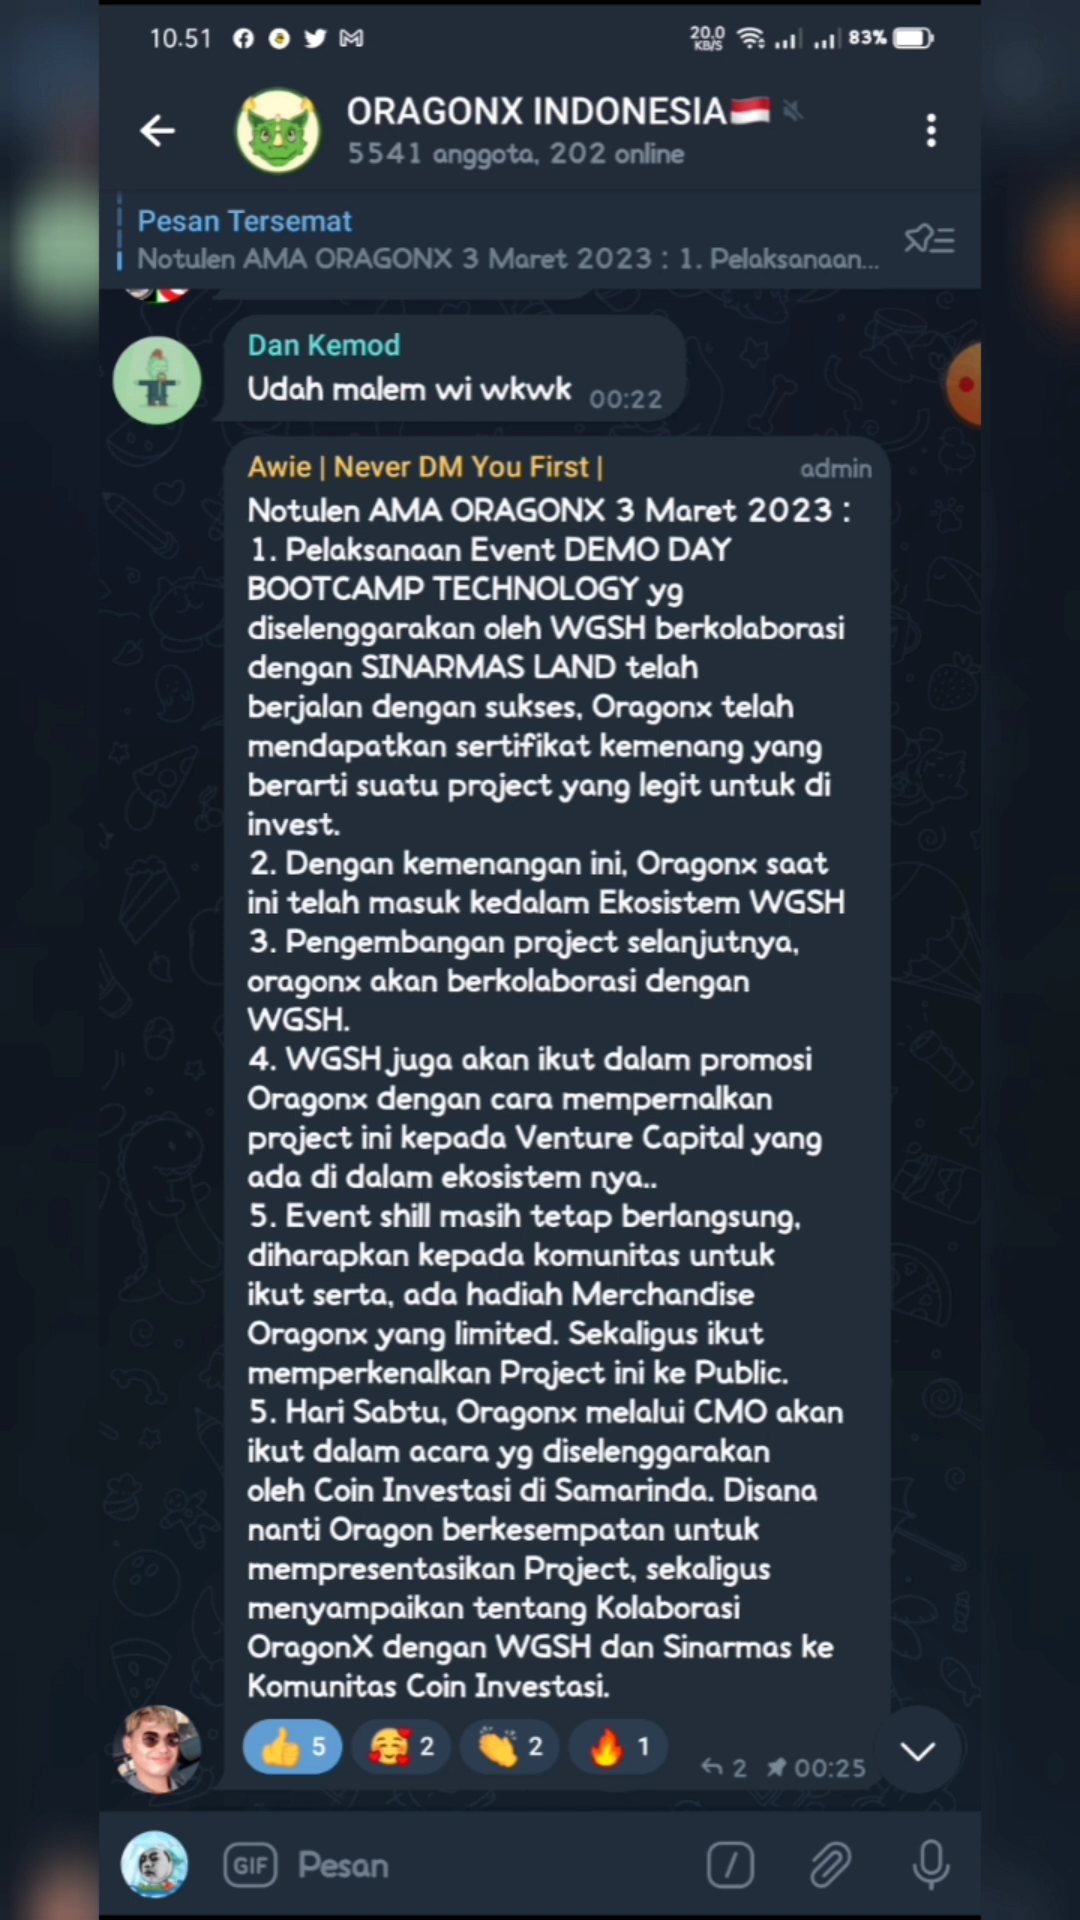 10.51
20.0
KB/S
83%
ORAGONX INDONESIA🇮🇩
5541 anggota, 202 online
Pesan Tersemat
Notulen AMA ORAGONX 3 Maret 2023 : 1. Pelaksanaan...
Dan Kemod
Udah malem wi wkwk 00:22
Awie | Never DM You First | admin
Notulen AMA ORAGONX 3 Maret 2023 :
1. Pelaksanaan Event DEMO DAY
BOOTCAMP TECHNOLOGY yg
diselenggarakan oleh WGSH berkolaborasi
dengan SINARMAS LAND telah
berjalan dengan sukses, Oragonx telah
mendapatkan sertifikat kemenang yang
berarti suatu project yang legit untuk di
invest.
2. Dengan kemenangan ini, Oragonx saat
ini telah masuk kedalam Ekosistem WGSH
3. Pengembangan project selanjutnya,
oragonx akan berkolaborasi dengan
WGSH.
4. WGSH juga akan ikut dalam promosi
Oragonx dengan cara mempernalkan
project ini kepada Venture Capital yang
ada di dalam ekosistem nya..
5. Event shill masih tetap berlangsung,
diharapkan kepada komunitas untuk
ikut serta, ada hadiah Merchandise
Oragonx yang limited. Sekaligus ikut
memperkenalkan Project ini ke Public.
5. Hari Sabtu, Oragonx melalui CMO akan
ikut dalam acara yg diselenggarakan
oleh Coin Investasi di Samarinda. Disana
nanti Oragon berkesempatan untuk
mempresentasikan Project, sekaligus
menyampaikan tentang Kolaborasi
OragonX dengan WGSH dan Sinarmas ke
Komunitas Coin Investasi.
👍 5 🥰 2 👏 2 🔥 1
2 00:25
GIF Pesan /